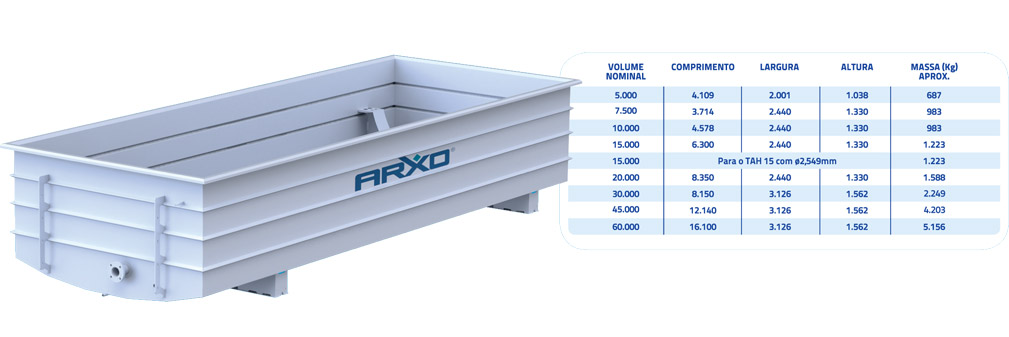 ARXO®
VOLUME NOMINAL COMPRIMENTO LARGURA ALTURA MASSA (Kg) APROX.
5.000 4.109 2.001 1.038 687
7.500 3.714 2.440 1.330 983
10.000 4.578 2.440 1.330 983
15.000 6.300 2.440 1.330 1.223
15.000 Para o TAH 15 com ø2,549mm 1.223
20.000 8.350 2.440 1.330 1.588
30.000 8.150 3.126 1.562 2.249
45.000 12.140 3.126 1.562 4.203
60.000 16.100 3.126 1.562 5.156